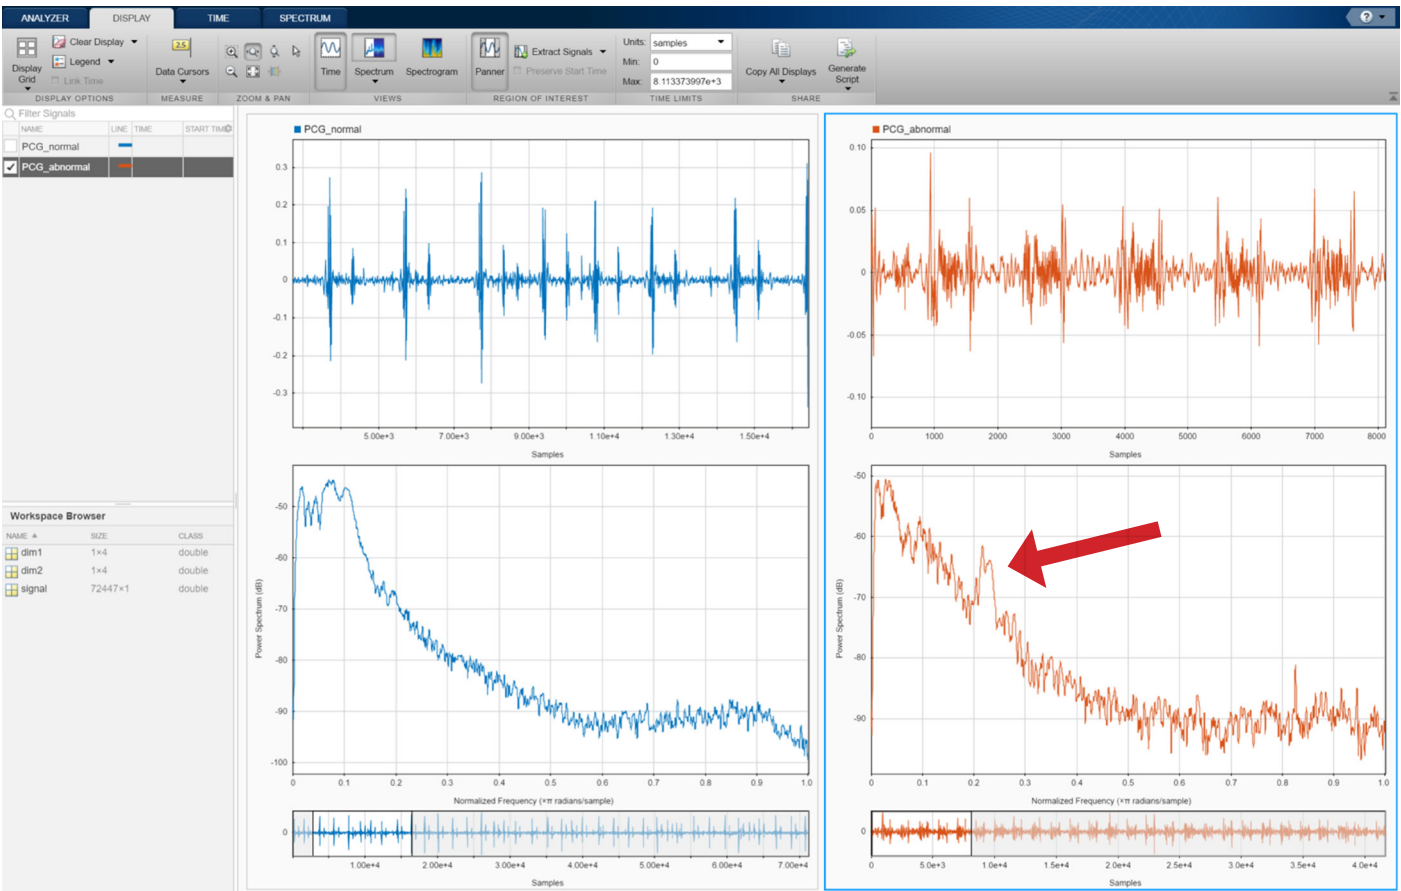 ANALYZER DISPLAY TIME SPECTRUM ?
Clear Display
Legend
Link Time
Display
Grid
2.5
Data Cursors
Time Spectrum Spectrogram
Panner
Extract Signals
Preserve Start Time
Units: samples
Min: 0
Max: 8.113373997e+3
Copy All Displays
Generate
Script
DISPLAY OPTIONS MEASURE ZOOM & PAN VIEWS REGION OF INTEREST TIME LIMITS SHARE
Filter Signals
NAME LINE TIME START TIME
PCG_normal
PCG_abnormal
Workspace Browser
NAME SIZE CLASS
dim1 1×4 double
dim2 1×4 double
signal 72447×1 double
PCG_normal
0.3
0.2
0.1
0
-0.1
-0.2
-0.3
5.00e+3 7.00e+3 9.00e+3 1.10e+4 1.30e+4 1.50e+4
Samples
Power Spectrum (dB)
-50
-60
-70
-80
-90
-100
0 0.1 0.2 0.3 0.4 0.5 0.6 0.7 0.8 0.9 1.0
Normalized Frequency (×π radians/sample)
0
1.00e+4 2.00e+4 3.00e+4 4.00e+4 5.00e+4 6.00e+4 7.00e+4
Samples
PCG_abnormal
0.10
0.05
0
-0.05
-0.10
0 1000 2000 3000 4000 5000 6000 7000 8000
Samples
Power Spectrum (dB)
-50
-60
-70
-80
-90
0 0.1 0.2 0.3 0.4 0.5 0.6 0.7 0.8 0.9 1.0
Normalized Frequency (×π radians/sample)
0
0 5.0e+3 1.0e+4 1.5e+4 2.0e+4 2.5e+4 3.0e+4 3.5e+4 4.0e+4
Samples